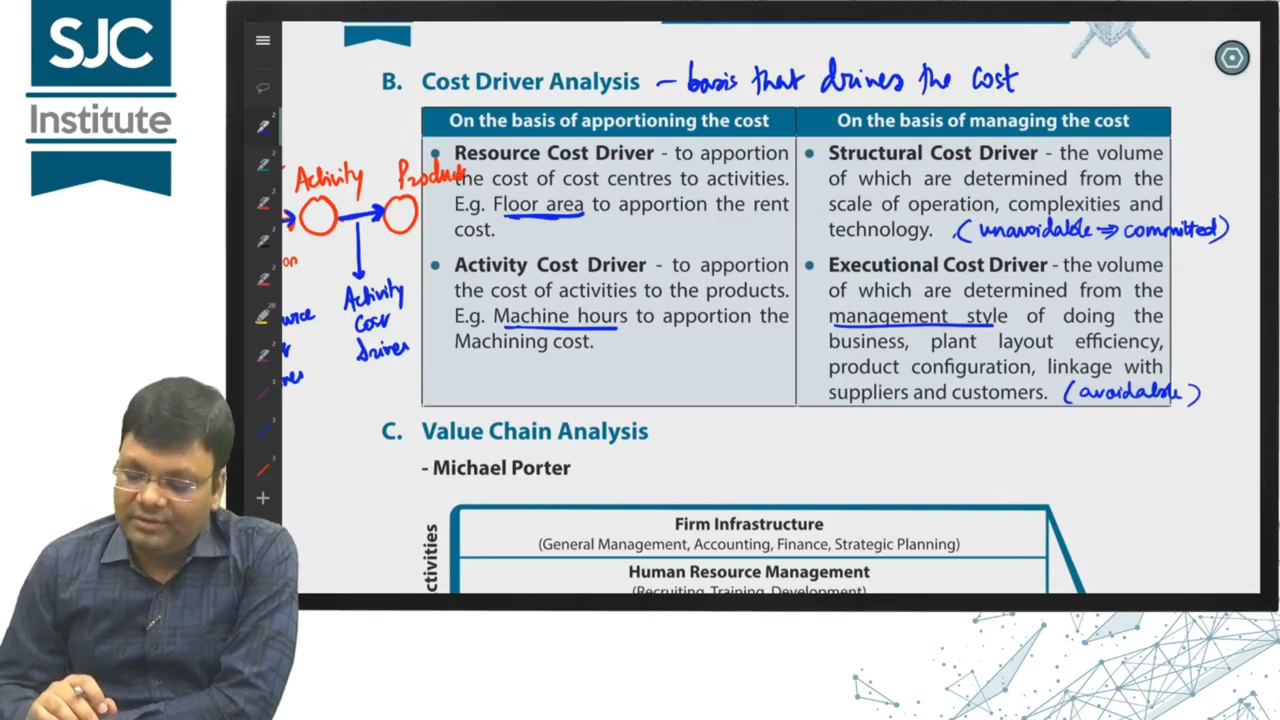 SJC
Institute
B. Cost Driver Analysis - basis that drives the cost
On the basis of apportioning the cost
Resource Cost Driver - to apportion
the cost of cost centres to activities.
E.g. Floor area to apportion the rent
cost.
Activity Cost Driver - to apportion
the cost of activities to the products.
E.g. Machine hours to apportion the
Machining cost.
On the basis of managing the cost
Structural Cost Driver - the volume
of which are determined from the
scale of operation, complexities and
technology. (unavoidable ⇒ committed)
Executional Cost Driver - the volume
of which are determined from the
management style of doing the
business, plant layout efficiency,
product configuration, linkage with
suppliers and customers. (avoidable)
Activity Product
Activity
Cost
Driver
C. Value Chain Analysis
- Michael Porter
Firm Infrastructure
(General Management, Accounting, Finance, Strategic Planning)
Human Resource Management
(Recruiting, Training, Development)